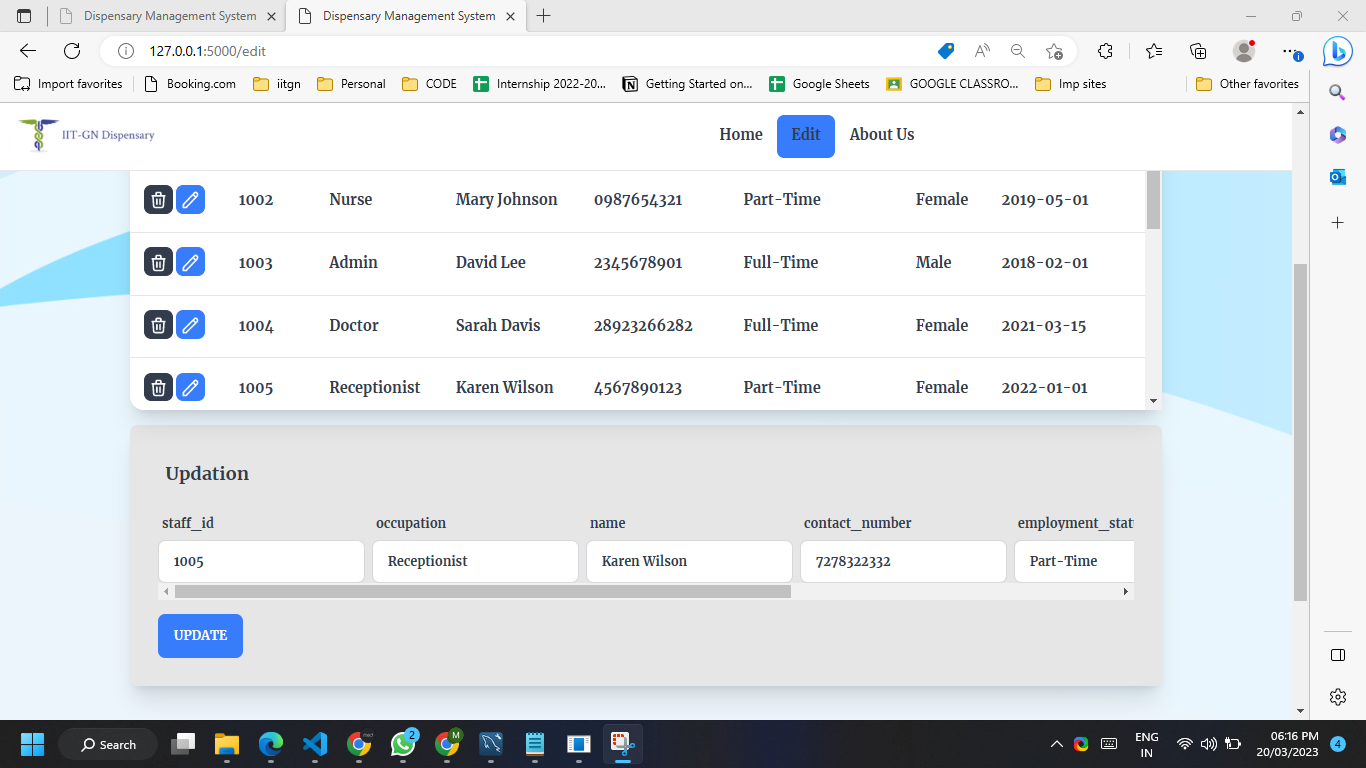 Dispensary Management System
Dispensary Management System
127.0.0.1:5000/edit
Import favorites
Booking.com
iitgn
Personal
CODE
Internship 2022-20...
Getting Started on...
Google Sheets
GOOGLE CLASSRO...
Imp sites
Other favorites
IIT-GN Dispensary
Home
Edit
About Us
1002 Nurse Mary Johnson 0987654321 Part-Time Female 2019-05-01
1003 Admin David Lee 2345678901 Full-Time Male 2018-02-01
1004 Doctor Sarah Davis 28923266282 Full-Time Female 2021-03-15
1005 Receptionist Karen Wilson 4567890123 Part-Time Female 2022-01-01
Updation
staff_id occupation name contact_number employment_stat
1005 Receptionist Karen Wilson 7278322332 Part-Time
UPDATE
Search
med
2
M
ENG
IN
06:16 PM
20/03/2023
4